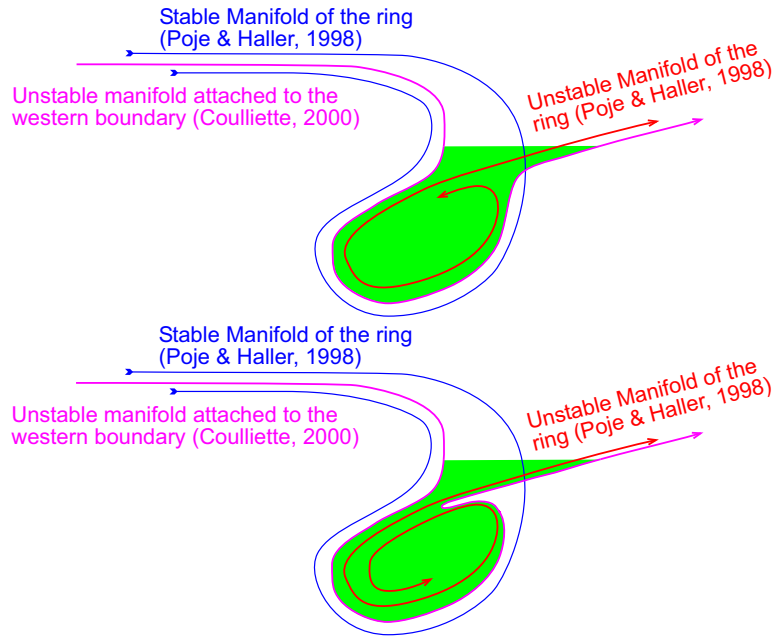 Stable Manifold of the ring
(Poje & Haller, 1998)
Unstable manifold attached to the
western boundary (Coulliette, 2000)
Unstable Manifold of the
ring (Poje & Haller, 1998)
Stable Manifold of the ring
(Poje & Haller, 1998)
Unstable manifold attached to the
western boundary (Coulliette, 2000)
Unstable Manifold of the
ring (Poje & Haller, 1998)